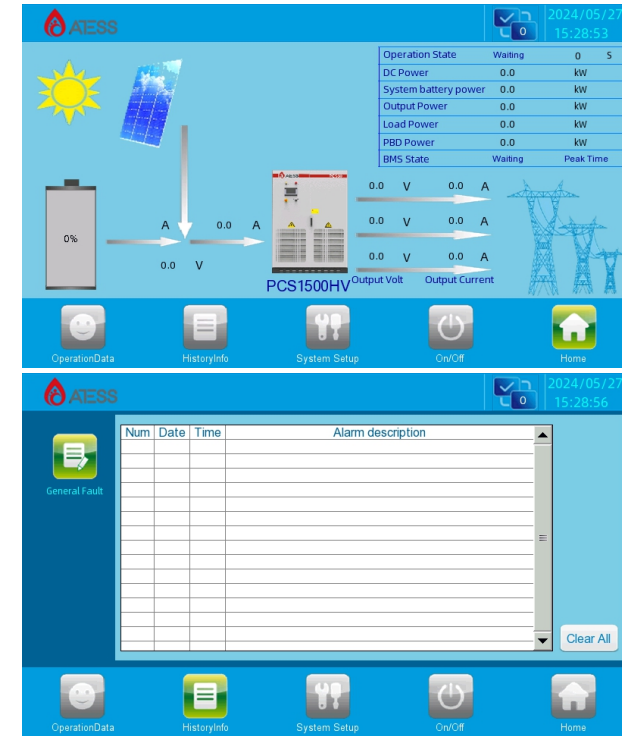 ATESS
0
2024/05/27
15:28:53
Operation State Waiting 0 S
DC Power 0.0 kW
System battery power 0.0 kW
Output Power 0.0 kW
Load Power 0.0 kW
PBD Power 0.0 kW
BMS State Waiting Peak Time
0.0 V 0.0 A
A 0.0 A
0.0 V 0.0 A
0%
0.0 V
0.0 V 0.0 A
PCS1500HV
Output Volt Output Current
OperationData HistoryInfo System Setup On/Off Home
ATESS
0
2024/05/27
15:28:56
Num Date Time Alarm description
General Fault
Clear All
OperationData HistoryInfo System Setup On/Off Home